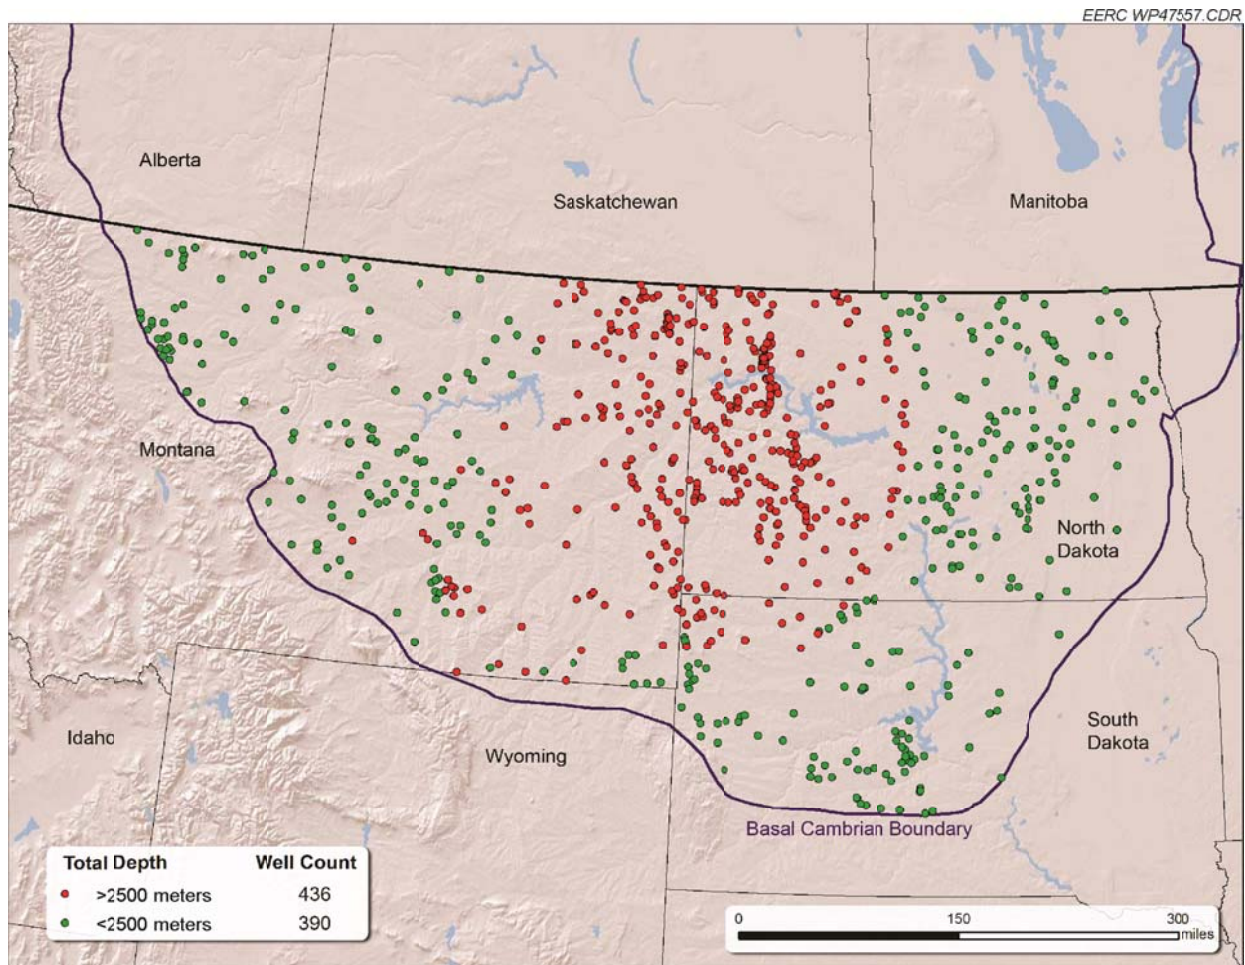 EERC WP47557.CDR
Alberta
Saskatchewan
Manitoba
Montana
North
Dakota
South
Dakota
Idaho
Wyoming
Basal Cambrian Boundary
Total Depth Well Count
>2500 meters 436
<2500 meters 390
0 150 300
miles